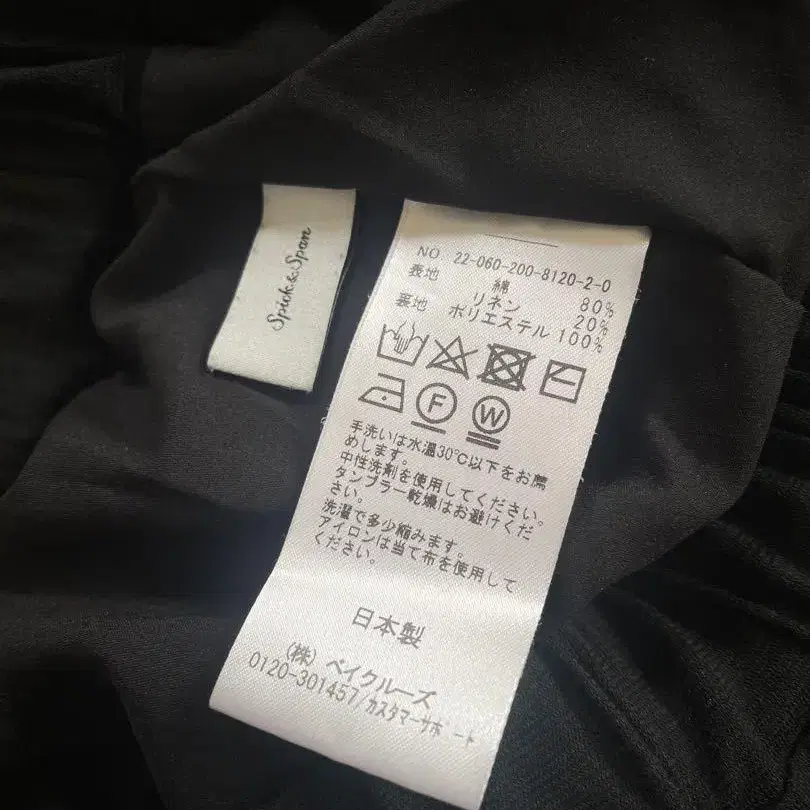 Spick & Span
NO 22-060-200-8120-2-0
表地 綿 80%
リネン 20%
裏地 ポリエステル 100%
F W
手洗いは水温30℃以下をお薦
めします。
中性洗剤を使用してください。
タンブラー乾燥はお避けくだ
さい。
洗濯で多少縮みます。
アイロンは当て布を使用して
ください。
日本製
(株) ベイクルーズ
0120-301457/カスタマーサポート